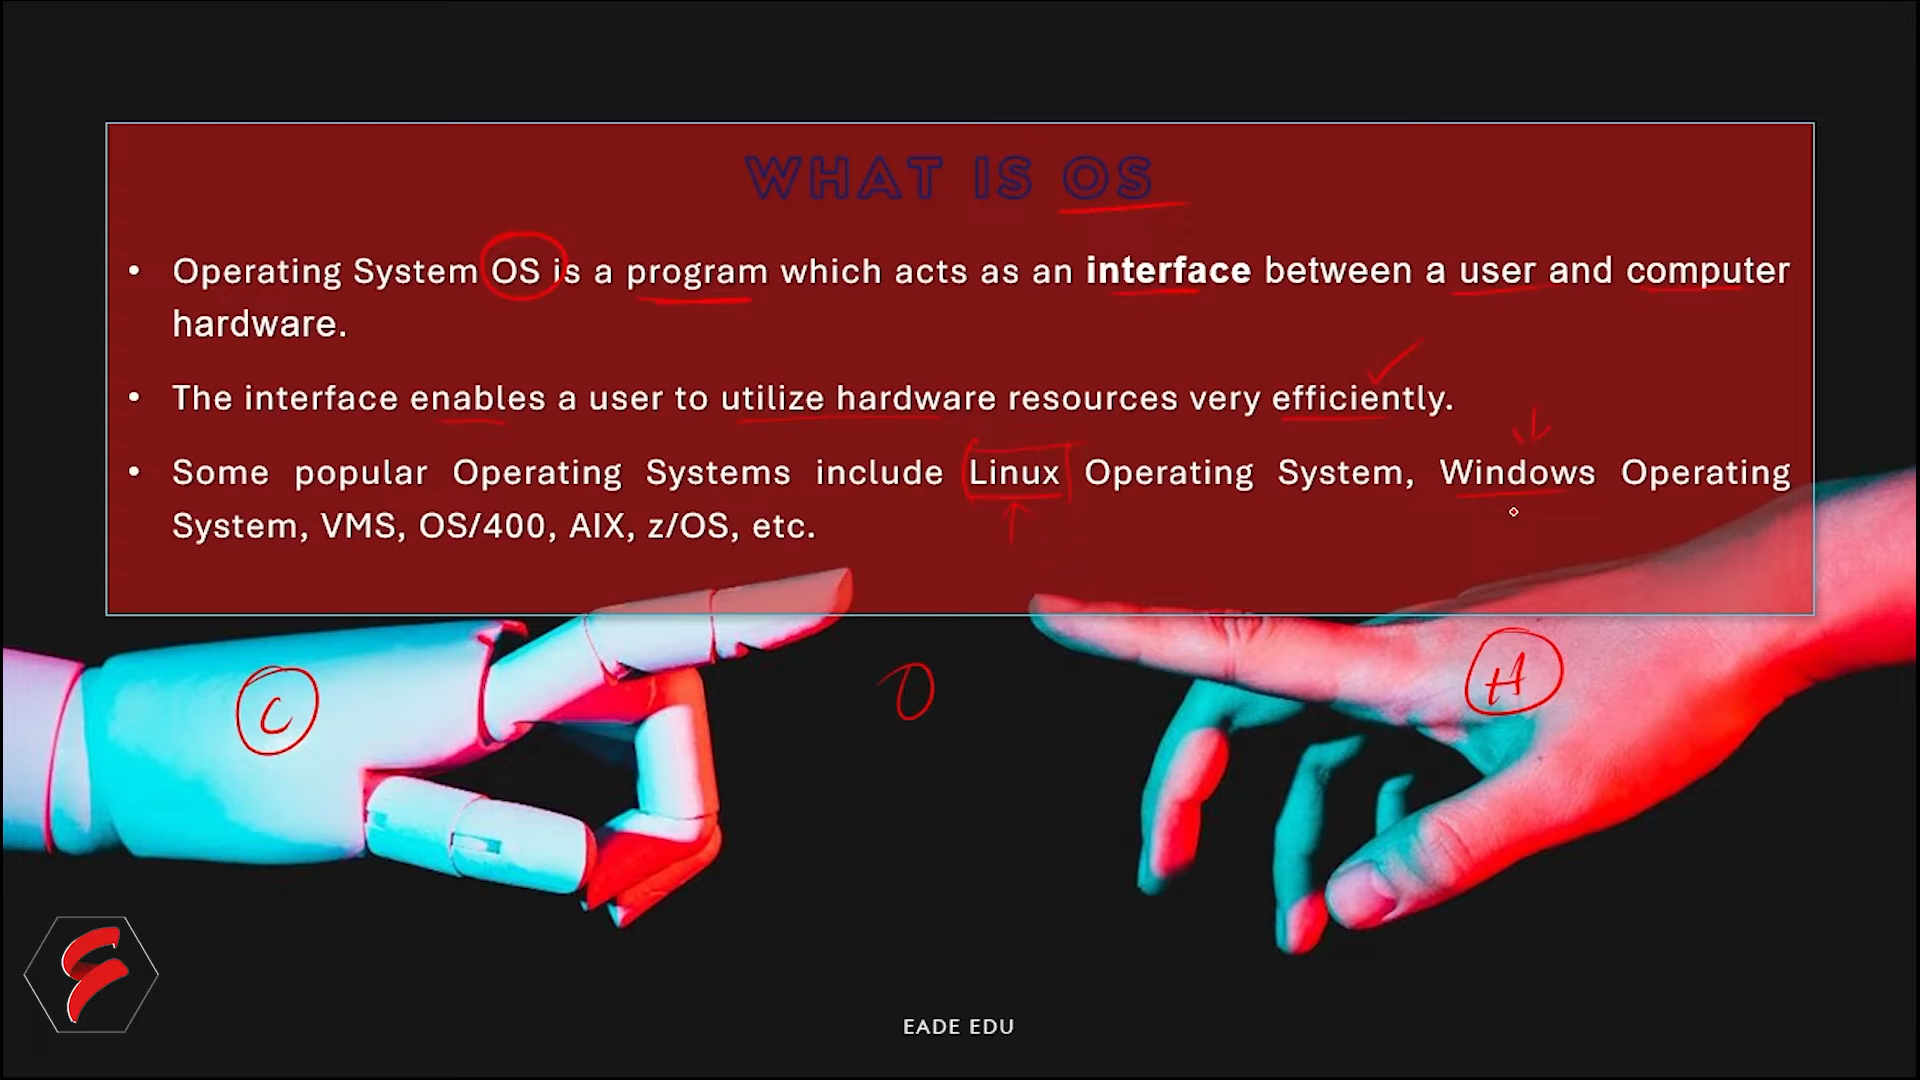 WHAT IS OS
• Operating System OS is a program which acts as an interface between a user and computer
hardware.
• The interface enables a user to utilize hardware resources very efficiently.
• Some popular Operating Systems include Linux Operating System, Windows Operating
System, VMS, OS/400, AIX, z/OS, etc.
C
O
H
EADE EDU